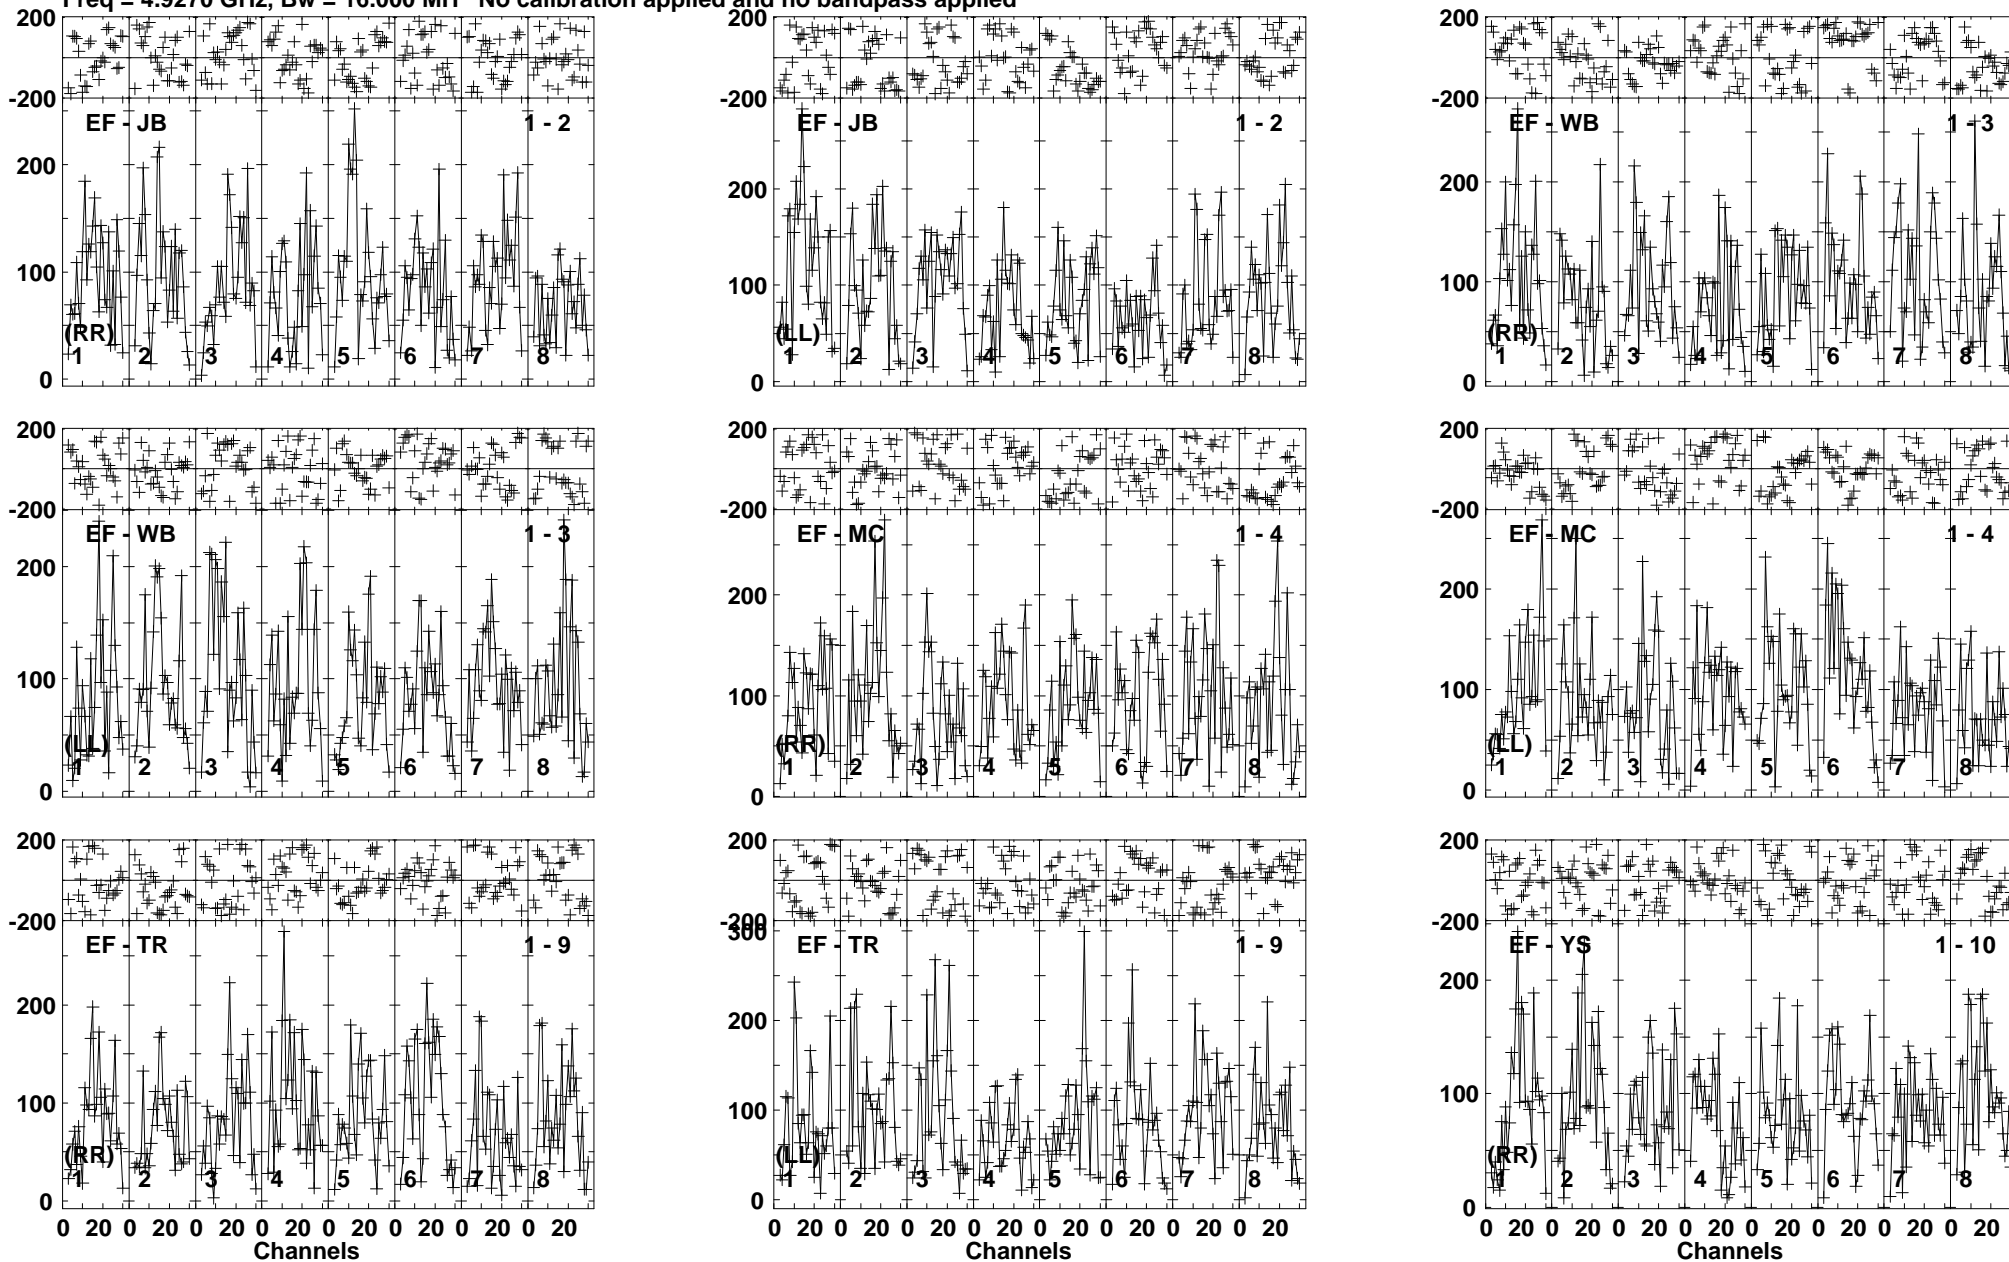 Freq = 4.9270 GHz, Bw = 16.000 MH No calibration applied and no bandpass applied
200 200 200
-200 -200 -200
EF - JB 1 - 2 EF - JB 1 - 2 EF - WB 1 - 3
200 200 200
100 100 100
(RR) (LL) (RR)
1 2 3 4 5 6 7 8 1 2 3 4 5 6 7 8 1 2 3 4 5 6 7 8
0 0 0
200 200 200
-200 -200 -200
EF - WB 1 - 3 EF - MC 1 - 4 EF - MC 1 - 4
200 200 200
100 100 100
(LL) (RR) (LL)
1 2 3 4 5 6 7 8 1 2 3 4 5 6 7 8 1 2 3 4 5 6 7 8
0 0 0
200 200 200
-200 -200 -200
300
EF - TR 1 - 9 EF - TR 1 - 9 EF - YS 1 - 10
200 200 200
100 100 100
(RR) (LL) (RR)
1 2 3 4 5 6 7 8 1 2 3 4 5 6 7 8 1 2 3 4 5 6 7 8
0 0 0
0 20 0 20 0 20 0 20 0 20 0 20 0 20 0 20 0 20 0 20 0 20 0 20 0 20 0 20 0 20 0 20 0 20 0 20 0 20 0 20 0 20 0 20 0 20 0 20
Channels Channels Channels